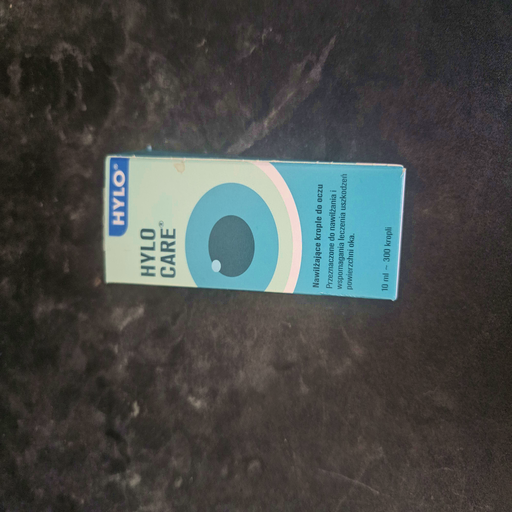 HYLO®
HYLO
CARE®
Nawilżające krople do oczu
Przeznaczone do nawilżania i
wspomagania leczenia uszkodzeń
powierzchni oka.
10 ml – 300 kropli